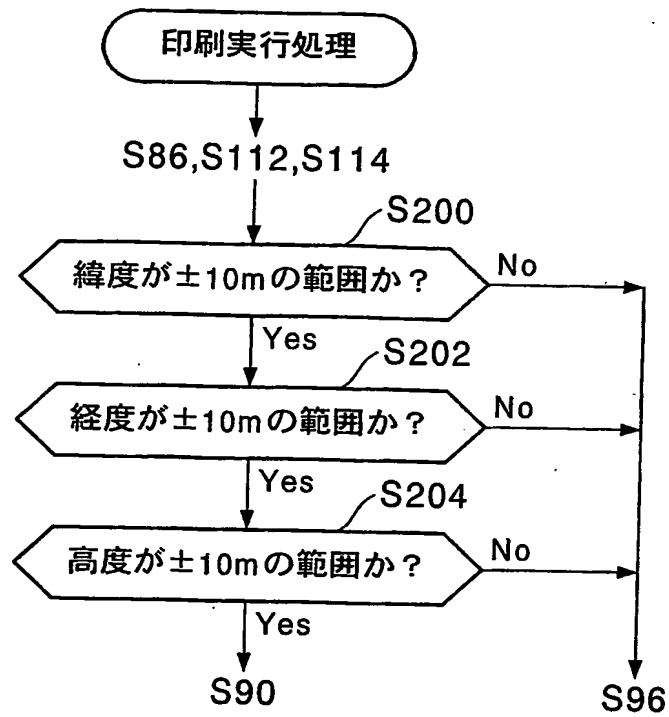 印刷実行処理
S86,S112,S114
S200
緯度が±10mの範囲か？
No
Yes
S202
経度が±10mの範囲か？
No
Yes
S204
高度が±10mの範囲か？
No
Yes
S90
S96